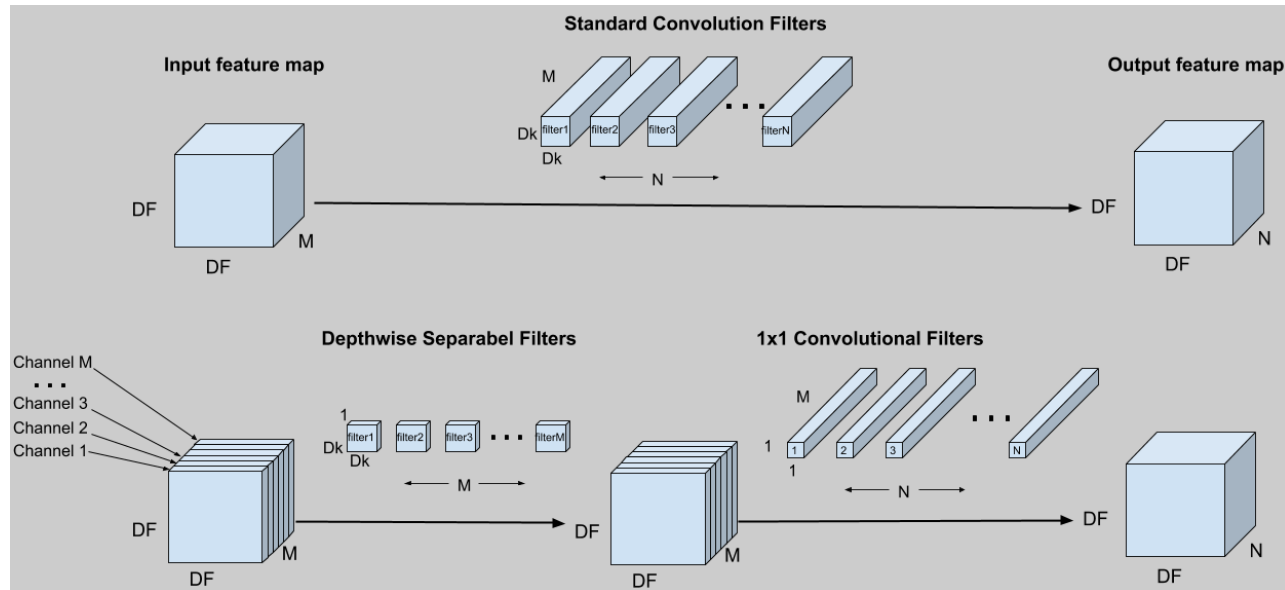 Standard Convolution Filters
Input feature map
Output feature map
M
Dk
filter1
filter2
filter3
. . .
filterN
Dk
N
DF
M
DF
DF
N
DF
Depthwise Separabel Filters
1x1 Convolutional Filters
Channel M
. . .
Channel 3
Channel 2
Channel 1
1
Dk
filter1
filter2
filter3
. . .
filterM
Dk
M
M
1
1
2
3
. . .
N
1
N
DF
M
DF
DF
M
DF
DF
N
DF